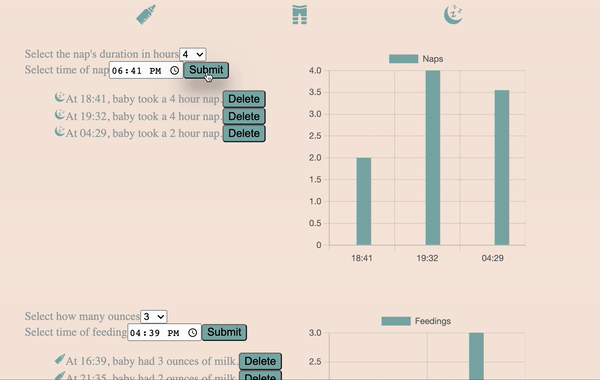 Select the nap's duration in hours 4
Select time of nap 06:41 PM Submit
At 18:41, baby took a 4 hour nap. Delete
At 19:32, baby took a 4 hour nap. Delete
At 04:29, baby took a 2 hour nap. Delete
Naps
4.0
3.5
3.0
2.5
2.0
1.5
1.0
0.5
0
18:41 19:32 04:29
Select how many ounces 3
Select time of feeding 04:39 PM Submit
At 16:39, baby had 3 ounces of milk. Delete
At 21:35, baby had 2 ounces of milk. Delete
Feedings
3.0
2.5